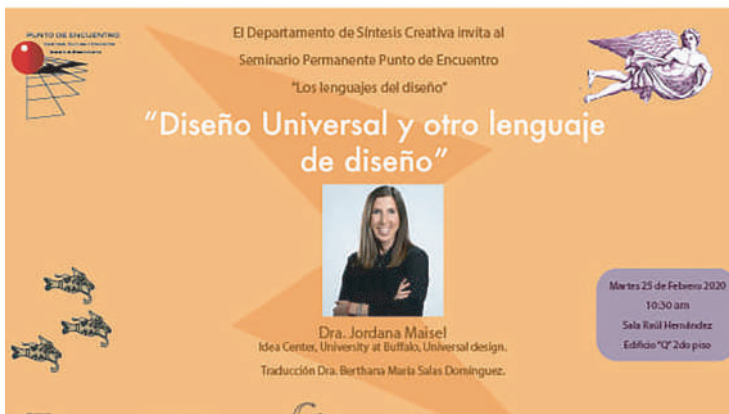 PUNTO DE ENCUENTRO
El Departamento de Síntesis Creativa invita al
Seminario Permanente Punto de Encuentro
"Los lenguajes del diseño"
"Diseño Universal y otro lenguaje
de diseño"
Dra. Jordana Maisel
Idea Center, University at Buffalo, Universal design.
Traducción Dra. Berthana María Salas Domínguez.
Martes 25 de Febrero 2020
10:30 am
Sala Raúl Hernández
Edificio "Q" 2do piso